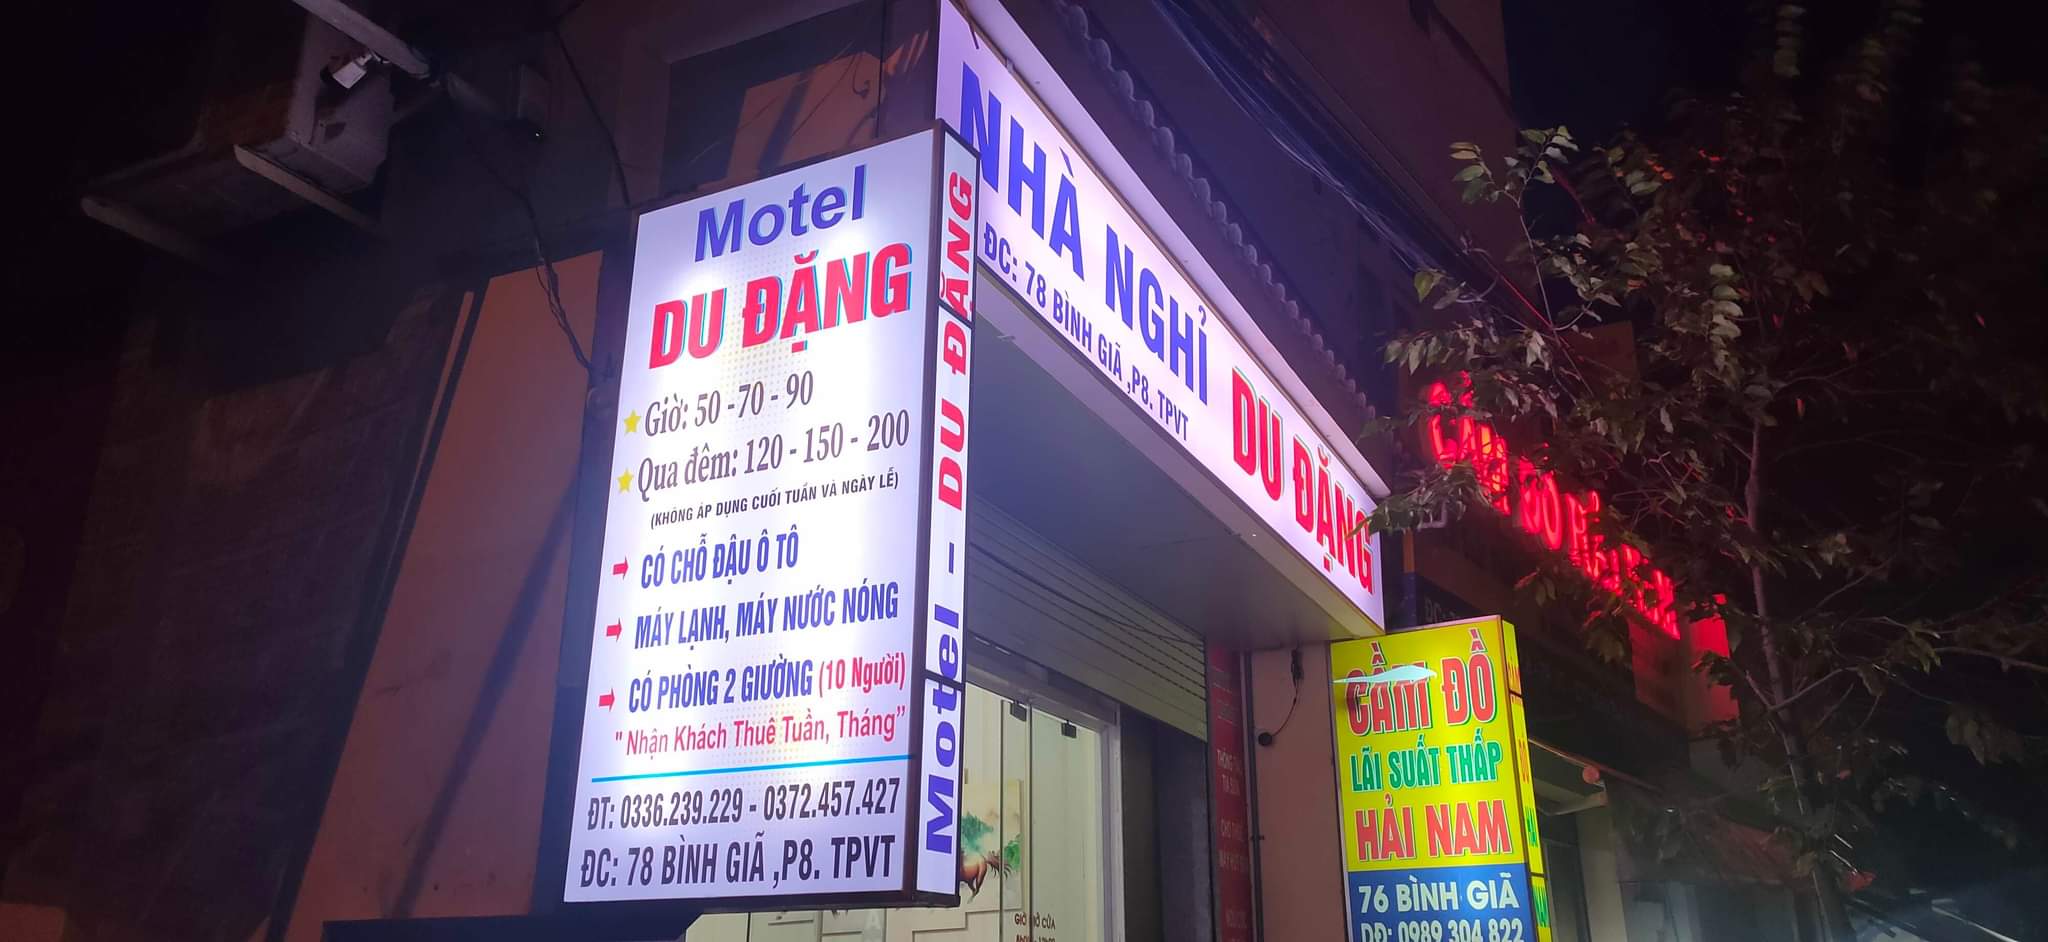 Motel
DU ĐẶNG
Giờ: 50 -70 - 90
Qua đêm: 120 - 150 - 200
(KHÔNG ÁP DỤNG CUỐI TUẦN VÀ NGÀY LỄ)
CÓ CHỖ ĐẬU Ô TÔ
MÁY LẠNH, MÁY NƯỚC NÓNG
CÓ PHÒNG 2 GIƯỜNG (10 Người)
" Nhận Khách Thuê Tuần, Tháng”
ĐT: 0336.239.229 - 0372.457.427
ĐC: 78 BÌNH GIÃ ,P8. TPVT
Motel - DU ĐẶNG
NHÀ NGHỈ DU ĐẶNG
ĐC: 78 BÌNH GIÃ ,P8. TPVT
CẦM ĐỒ
CẦM ĐỒ
LÃI SUẤT THẤP
HẢI NAM
76 BÌNH GIÃ
DĐ: 0989 304 822